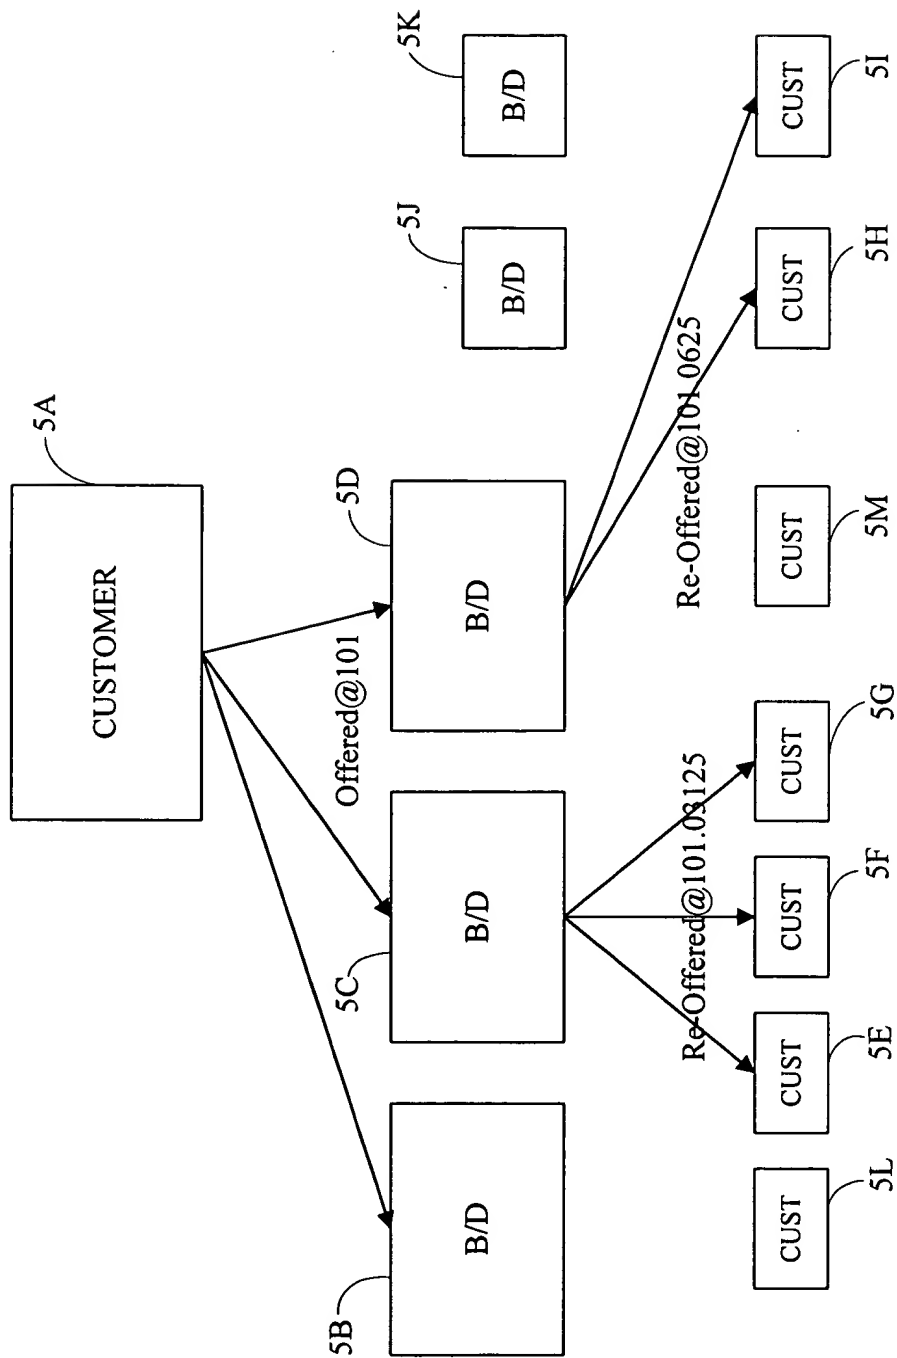 5A
CUSTOMER
5B
5C
5D
5J
5K
Offered@101
B/D
B/D
B/D
B/D
B/D
Re-Offered@101.03125
Re-Offered@101.0625
CUST
CUST
CUST
CUST
CUST
CUST
CUST
5L
5E
5F
5G
5M
5H
5I